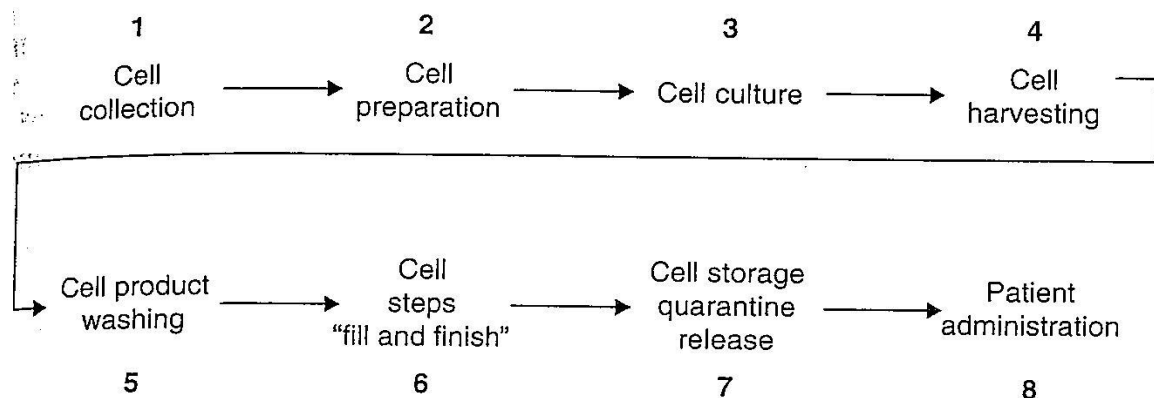 1 2 3 4
Cell collection
Cell preparation
Cell culture
Cell harvesting
Cell product washing
Cell steps "fill and finish"
Cell storage quarantine release
Patient administration
5 6 7 8